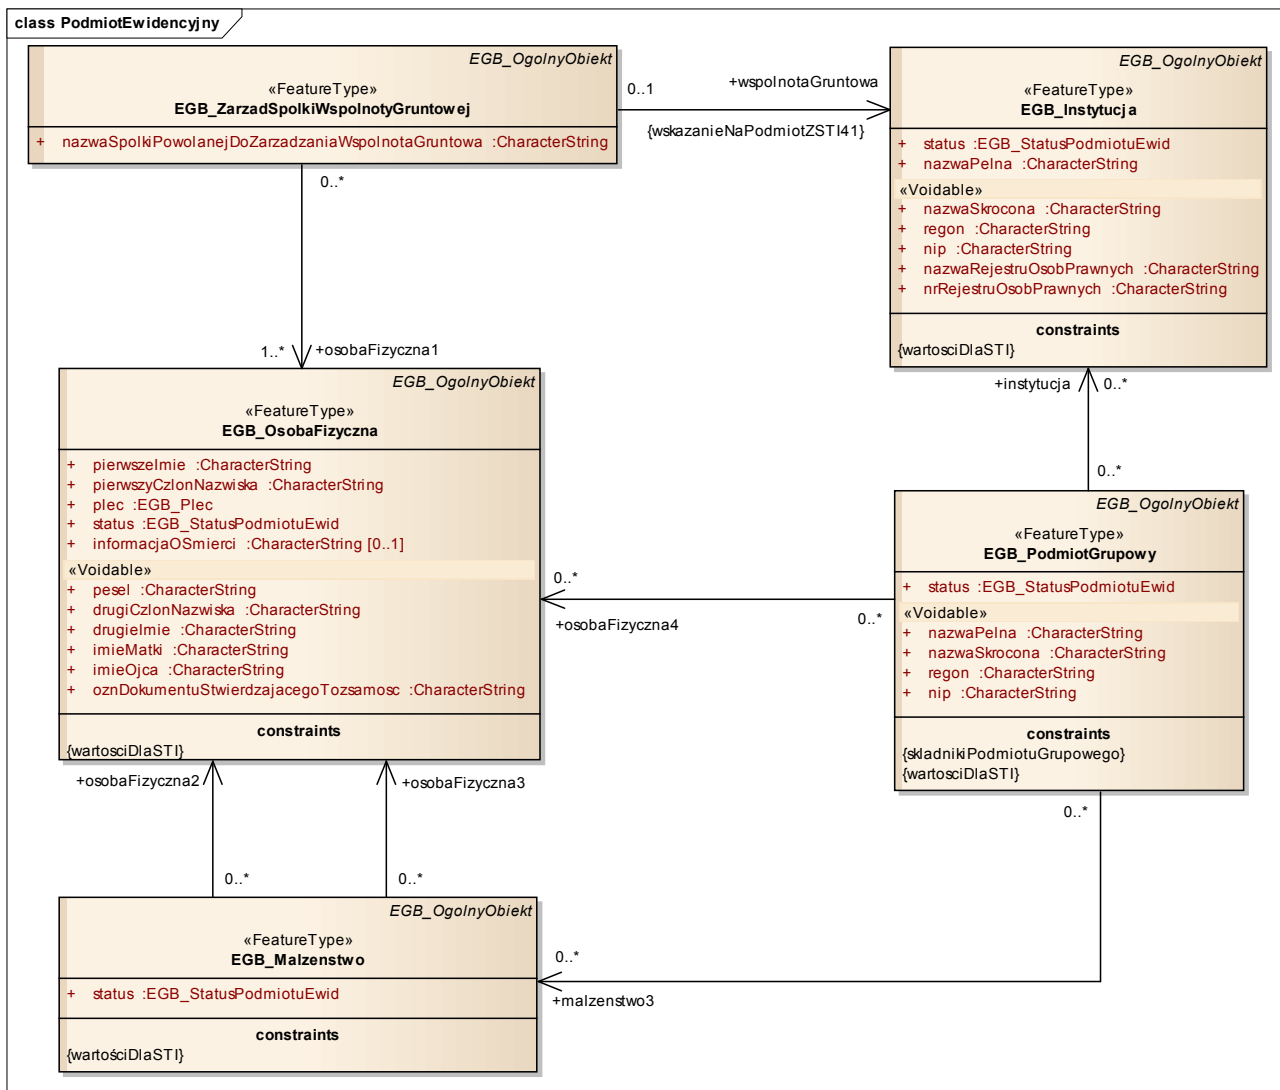 class PodmiotEwidencyjny
EGB_OgolnyObiekt
«FeatureType»
EGB_ZarzadSpolkiWspolnotyGruntowej
+ nazwaSpolkiPowolanejDoZarzadzaniaWspolnotaGruntowa :CharacterString
0..1
+wspolnotaGruntowa
{wskazanieNaPodmiotZSTI41}
EGB_OgolnyObiekt
«FeatureType»
EGB_Instytucja
+ status :EGB_StatusPodmiotuEwid
+ nazwaPelna :CharacterString
«Voidable»
+ nazwaSkrocona :CharacterString
+ regon :CharacterString
+ nip :CharacterString
+ nazwaRejestruOsobPrawnych :CharacterString
+ nrRejestruOsobPrawnych :CharacterString
constraints
{wartosciDlaSTI}
0..*
1..*
+osobaFizyczna1
+instytucja
0..*
EGB_OgolnyObiekt
«FeatureType»
EGB_OsobaFizyczna
+ pierwszeImie :CharacterString
+ pierwszyCzlonNazwiska :CharacterString
+ plec :EGB_Plec
+ status :EGB_StatusPodmiotuEwid
+ informacjaOSmierci :CharacterString [0..1]
«Voidable»
+ pesel :CharacterString
+ drugiCzlonNazwiska :CharacterString
+ drugieImie :CharacterString
+ imieMatki :CharacterString
+ imieOjca :CharacterString
+ oznDokumentuStwierdzajacegoTozsamosc :CharacterString
constraints
{wartosciDlaSTI}
0..*
0..*
+osobaFizyczna4
0..*
EGB_OgolnyObiekt
«FeatureType»
EGB_PodmiotGrupowy
+ status :EGB_StatusPodmiotuEwid
«Voidable»
+ nazwaPelna :CharacterString
+ nazwaSkrocona :CharacterString
+ regon :CharacterString
+ nip :CharacterString
constraints
{skladnikiPodmiotuGrupowego}
{wartosciDlaSTI}
+osobaFizyczna2
+osobaFizyczna3
0..*
0..*
0..*
EGB_OgolnyObiekt
«FeatureType»
EGB_Malzenstwo
+ status :EGB_StatusPodmiotuEwid
constraints
{wartościDlaSTI}
0..*
+malzenstwo3